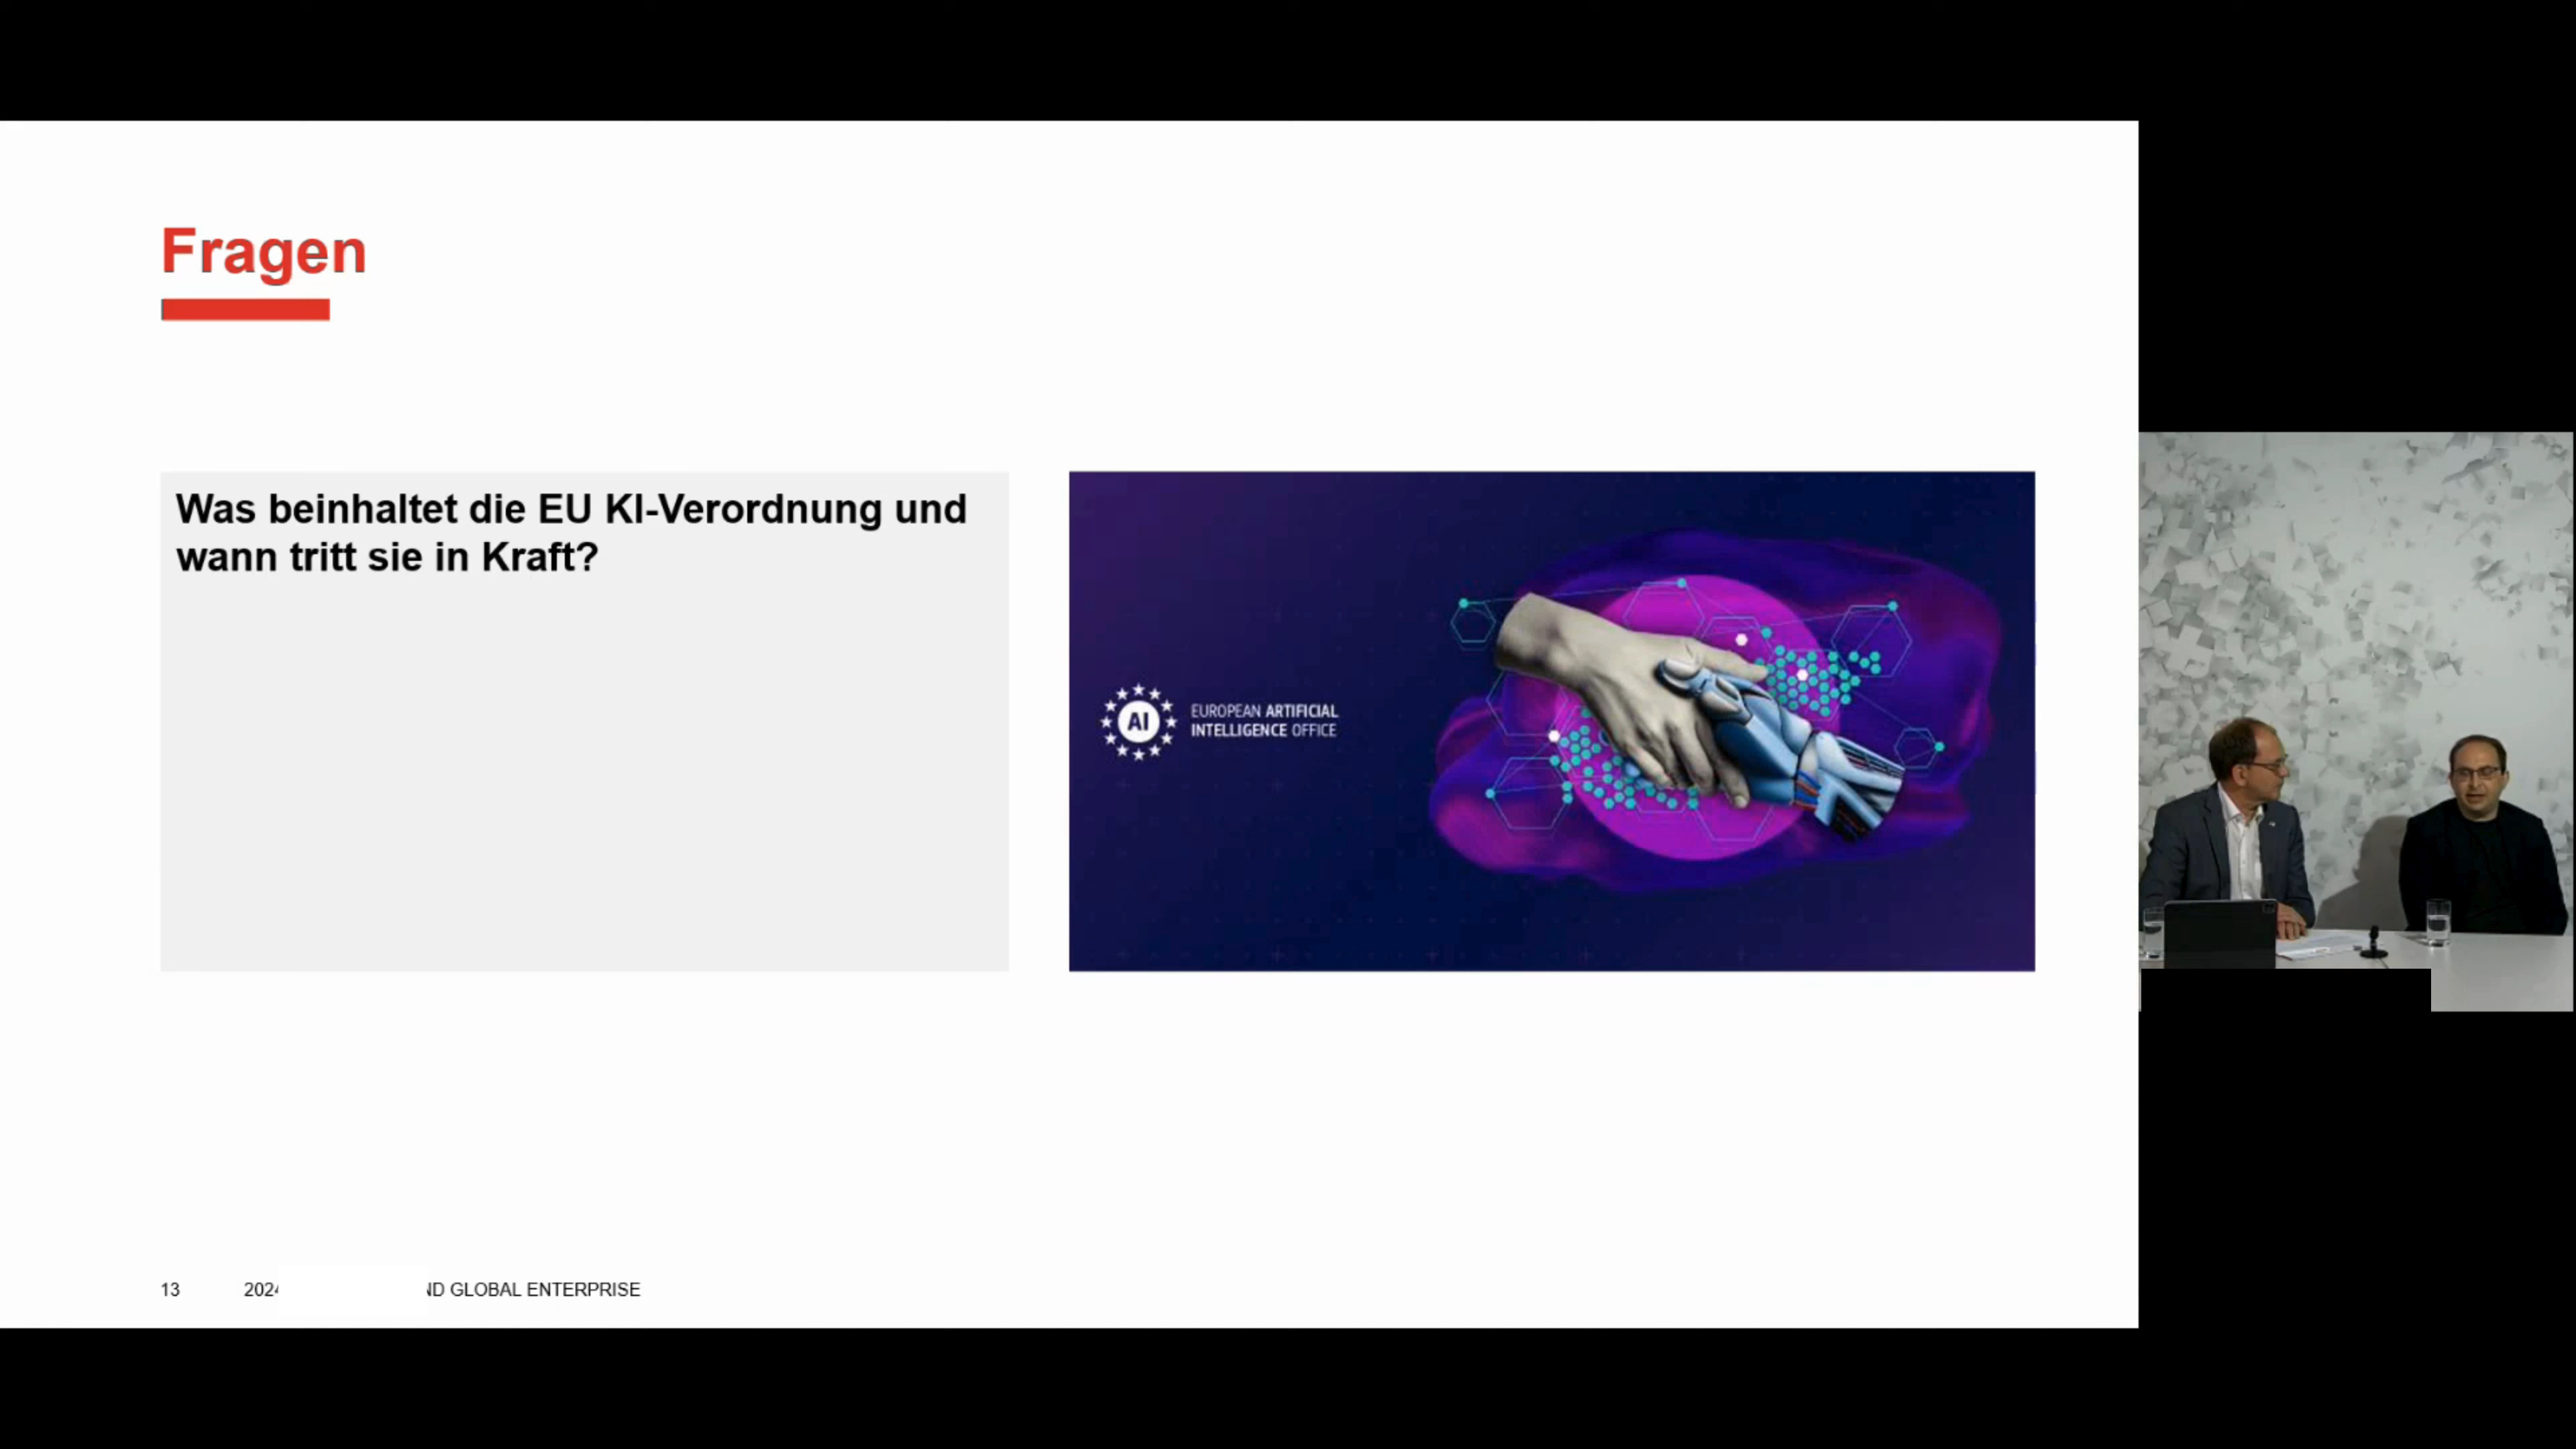 Fragen
Was beinhaltet die EU KI-Verordnung und
wann tritt sie in Kraft?
AI
EUROPEAN ARTIFICIAL
INTELLIGENCE OFFICE
13 2024 GLOBAL ENTERPRISE